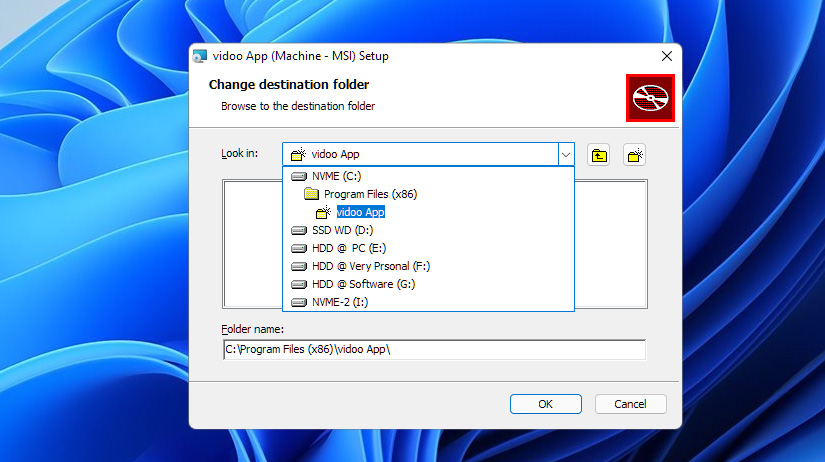 vidoo App (Machine - MSI) Setup
Change destination folder
Browse to the destination folder
Look in:
vidoo App
NVME (C:)
Program Files (x86)
vidoo App
SSD WD (D:)
HDD @ PC (E:)
HDD @ Very Prsonal (F:)
HDD @ Software (G:)
NVME-2 (I:)
Folder name:
C:\Program Files (x86)\vidoo App\
OK
Cancel